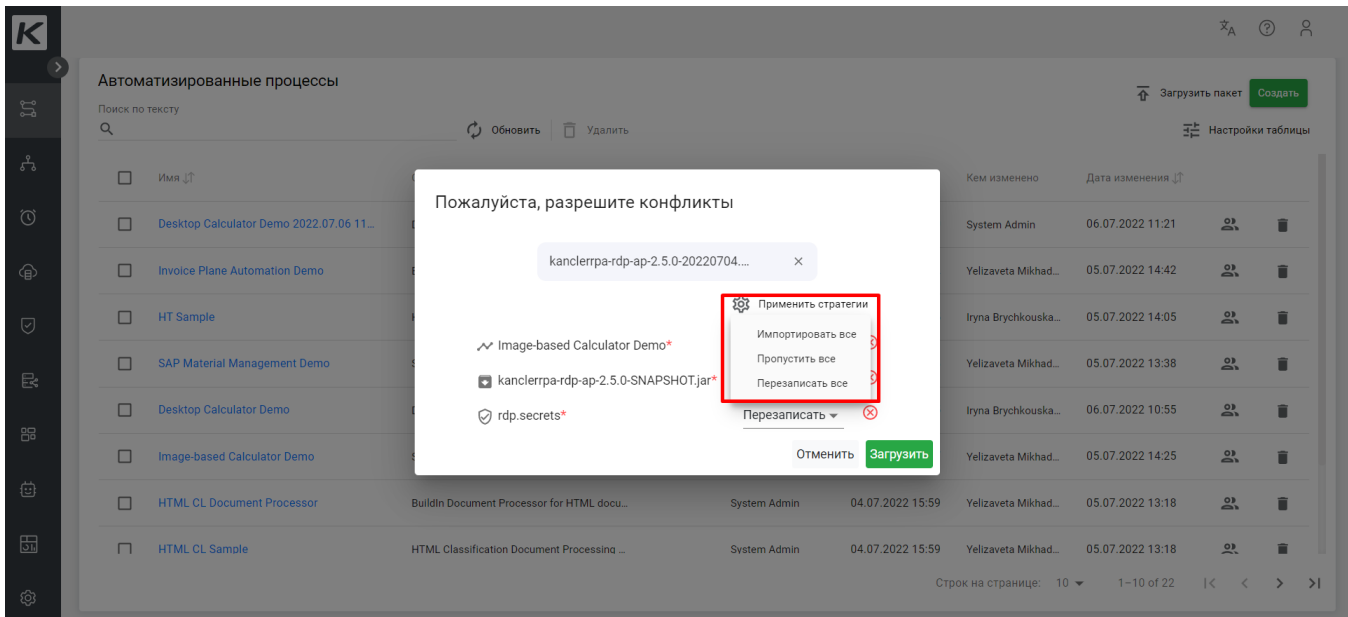 K
Автоматизированные процессы
Загрузить пакет Создать
Поиск по тексту
Обновить Удалить Настройки таблицы
Имя Кем изменено Дата изменения
Desktop Calculator Demo 2022.07.06 11... System Admin 06.07.2022 11:21
Invoice Plane Automation Demo Yelizaveta Mikhad... 05.07.2022 14:42
HT Sample Iryna Brychkouska... 05.07.2022 14:05
SAP Material Management Demo Yelizaveta Mikhad... 05.07.2022 13:38
Desktop Calculator Demo Iryna Brychkouska... 06.07.2022 10:55
Image-based Calculator Demo Yelizaveta Mikhad... 05.07.2022 14:25
HTML CL Document Processor BuildIn Document Processor for HTML docu... System Admin 04.07.2022 15:59 Yelizaveta Mikhad... 05.07.2022 13:18
HTML CL Sample HTML Classification Document Processing ... System Admin 04.07.2022 15:59 Yelizaveta Mikhad... 05.07.2022 13:18
Строк на странице: 10 1–10 of 22
Пожалуйста, разрешите конфликты
kanclerrpa-rdp-ap-2.5.0-20220704....
Применить стратегии
Импортировать все
Пропустить все
Перезаписать все
Image-based Calculator Demo*
kanclerrpa-rdp-ap-2.5.0-SNAPSHOT.jar*
rdp.secrets* Перезаписать
Отменить Загрузить